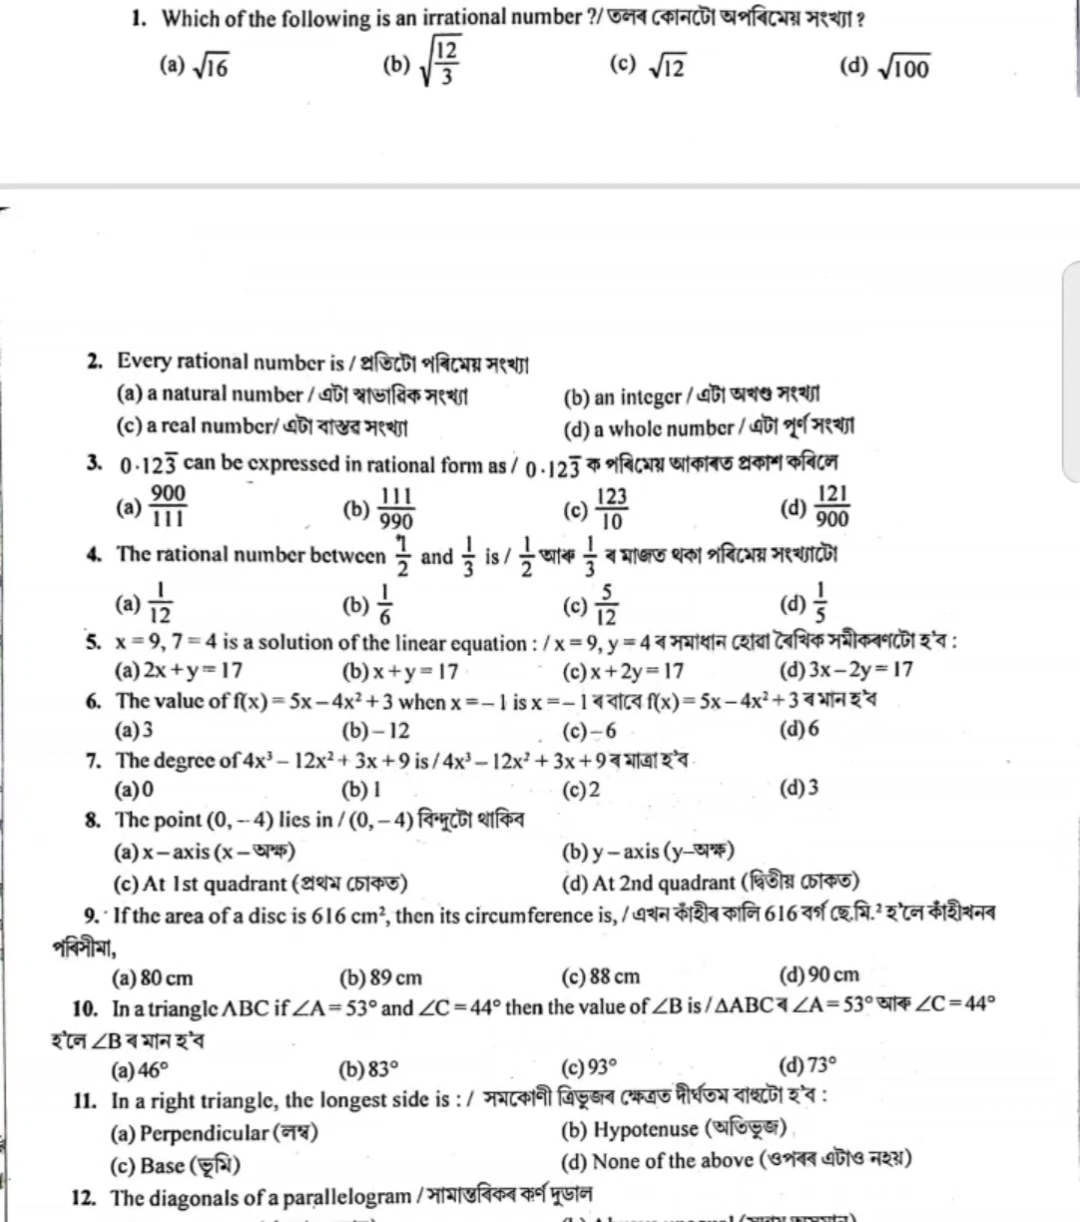 1. Which of the following is an irrational number ?/ তলৰ কোনটো অপৰিমেয় সংখ্যা ?
(a) √16 (b) √(12/3) (c) √12 (d) √100
2. Every rational number is / প্ৰতিটো পৰিমেয় সংখ্যা
(a) a natural number / এটা স্বাভাৱিক সংখ্যা (b) an integer / এটা অখণ্ড সংখ্যা
(c) a real number/ এটা বাস্তৱ সংখ্যা (d) a whole number / এটা পূৰ্ণ সংখ্যা
3. 0·123̅ can be expressed in rational form as / 0·123̅ ক পৰিমেয় আকাৰত প্ৰকাশ কৰিলে
(a) 900/111 (b) 111/990 (c) 123/10 (d) 121/900
4. The rational number between 1/2 and 1/3 is / 1/2 আৰু 1/3 ৰ মাজত থকা পৰিমেয় সংখ্যাটো
(a) 1/12 (b) 1/6 (c) 5/12 (d) 1/5
5. x = 9, 7 = 4 is a solution of the linear equation : / x = 9, y = 4 ৰ সমাধান হোৱা ৰৈখিক সমীকৰণটো হ'ব :
(a) 2x + y = 17 (b) x + y = 17 (c) x + 2y = 17 (d) 3x – 2y = 17
6. The value of f(x) = 5x – 4x² + 3 when x = – 1 is x = – 1 ৰ বাবে f(x) = 5x – 4x² + 3 ৰ মান হ'ব
(a) 3 (b) – 12 (c) – 6 (d) 6
7. The degree of 4x³ – 12x² + 3x + 9 is / 4x³ – 12x² + 3x + 9 ৰ মাত্ৰা হ'ব
(a) 0 (b) 1 (c) 2 (d) 3
8. The point (0, – 4) lies in / (0, – 4) বিন্দুটো থাকিব
(a) x – axis (x – অক্ষ) (b) y – axis (y–অক্ষ)
(c) At 1st quadrant (প্ৰথম চোকত) (d) At 2nd quadrant (দ্বিতীয় চোকত)
9. If the area of a disc is 616 cm², then its circumference is, / এখন কাঁহীৰ কালি 616 বৰ্গ ছে.মি.² হ'লে কাঁহীখনৰ
পৰিসীমা,
(a) 80 cm (b) 89 cm (c) 88 cm (d) 90 cm
10. In a triangle ΛBC if ∠A = 53° and ∠C = 44° then the value of ∠B is / ΔABC ৰ ∠A = 53° আৰু ∠C = 44°
হ'লে ∠B ৰ মান হ'ব
(a) 46° (b) 83° (c) 93° (d) 73°
11. In a right triangle, the longest side is : / সমকোণী ত্ৰিভুজৰ ক্ষেত্ৰত দীৰ্ঘতম বাহুটো হ'ব :
(a) Perpendicular (লম্ব) (b) Hypotenuse (অতিভুজ)
(c) Base (ভূমি) (d) None of the above (ওপৰৰ এটাও নহয়)
12. The diagonals of a parallelogram / সামান্তৰিকৰ কৰ্ণ দুডাল